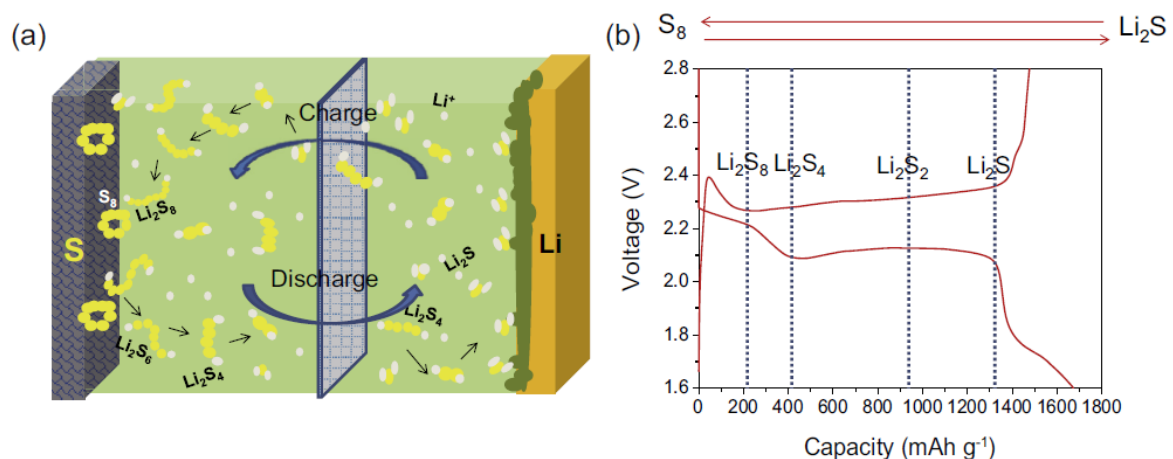 (a)
Li⁺
Charge
S₈
Li₂S₈
S
Li
Li₂S
Discharge
Li₂S₄
Li₂S₆
Li₂S₄
(b)
S₈
Li₂S
2.8
2.6
2.4
2.2
2.0
1.8
1.6
Voltage (V)
Li₂S₈ Li₂S₄ Li₂S₂ Li₂S
0 200 400 600 800 1000 1200 1400 1600 1800
Capacity (mAh g⁻¹)